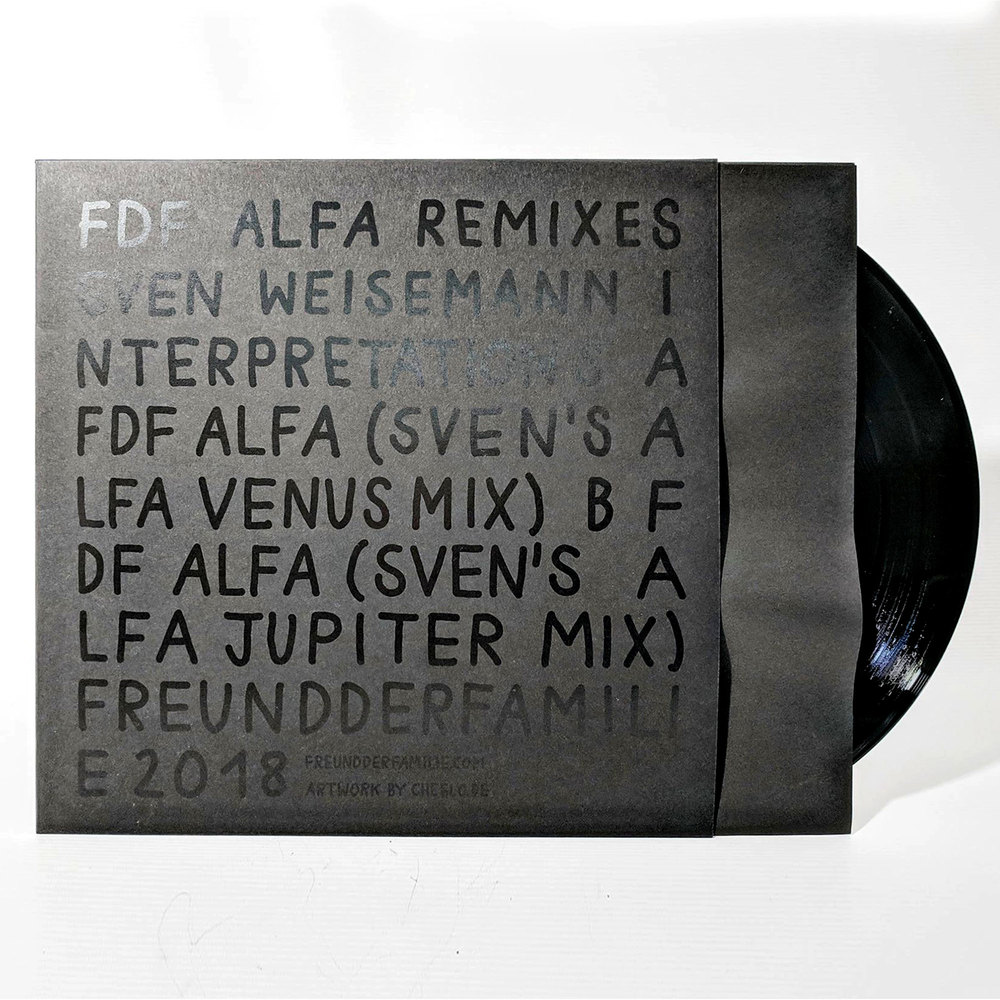 FDF ALFA REMIXES
SVEN WEISEMANN I
NTERPRETATIONS A
FDF ALFA (SVEN'S A
LFA VENUS MIX) B F
DF ALFA (SVEN'S A
LFA JUPITER MIX)
FREUNDDERFAMILI
E 2018
FREUNDDERFAMILIE.COM
ARTWORK BY